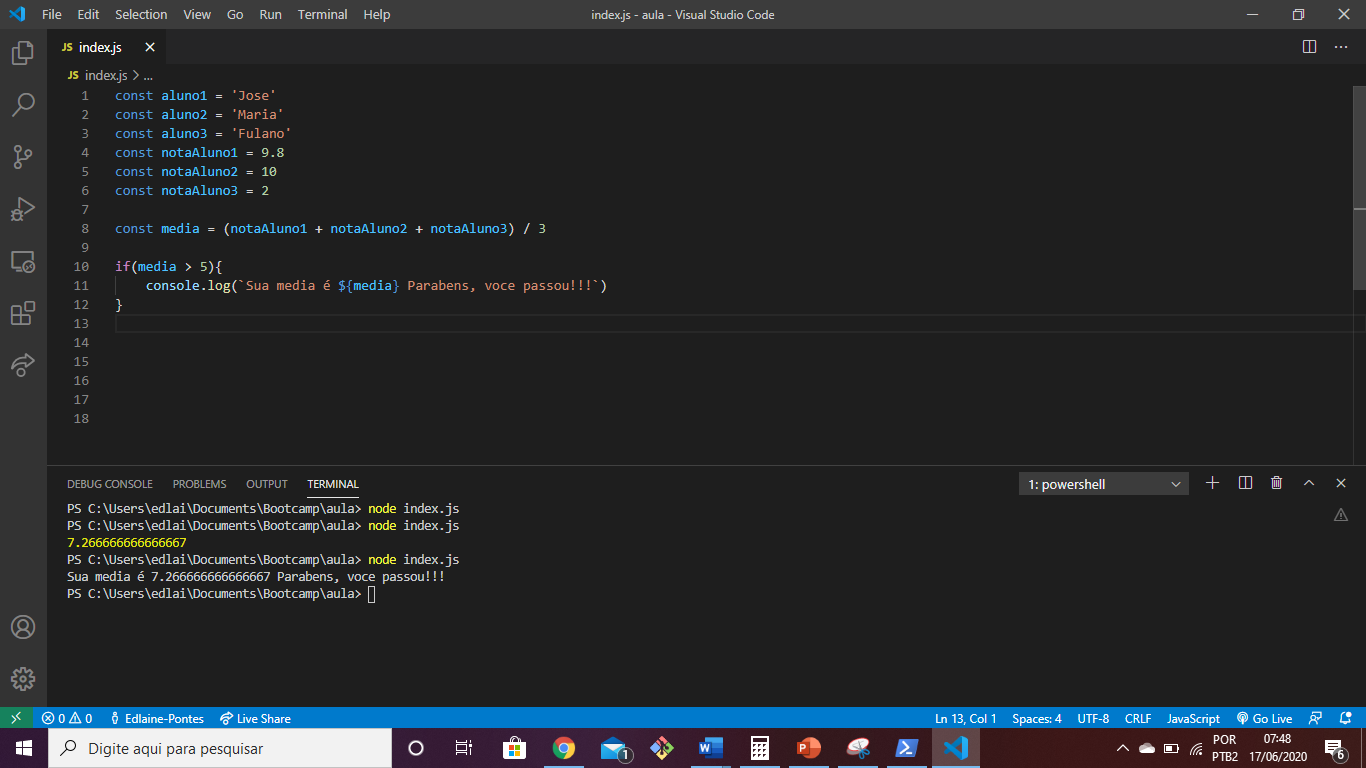 File Edit Selection View Go Run Terminal Help
index.js - aula - Visual Studio Code
JS index.js
JS index.js > ...
1 const aluno1 = 'Jose'
2 const aluno2 = 'Maria'
3 const aluno3 = 'Fulano'
4 const notaAluno1 = 9.8
5 const notaAluno2 = 10
6 const notaAluno3 = 2
7
8 const media = (notaAluno1 + notaAluno2 + notaAluno3) / 3
9
10 if(media > 5){
11 console.log(`Sua media é ${media} Parabens, voce passou!!!`)
12 }
13
14
15
16
17
18
DEBUG CONSOLE PROBLEMS OUTPUT TERMINAL
1: powershell
PS C:\Users\edlai\Documents\Bootcamp\aula> node index.js
PS C:\Users\edlai\Documents\Bootcamp\aula> node index.js
7.266666666666667
PS C:\Users\edlai\Documents\Bootcamp\aula> node index.js
Sua media é 7.266666666666667 Parabens, voce passou!!!
PS C:\Users\edlai\Documents\Bootcamp\aula>
0 0 Edlaine-Pontes Live Share
Ln 13, Col 1 Spaces: 4 UTF-8 CRLF JavaScript Go Live
Digite aqui para pesquisar
1
POR
PTB2
07:48
17/06/2020
6